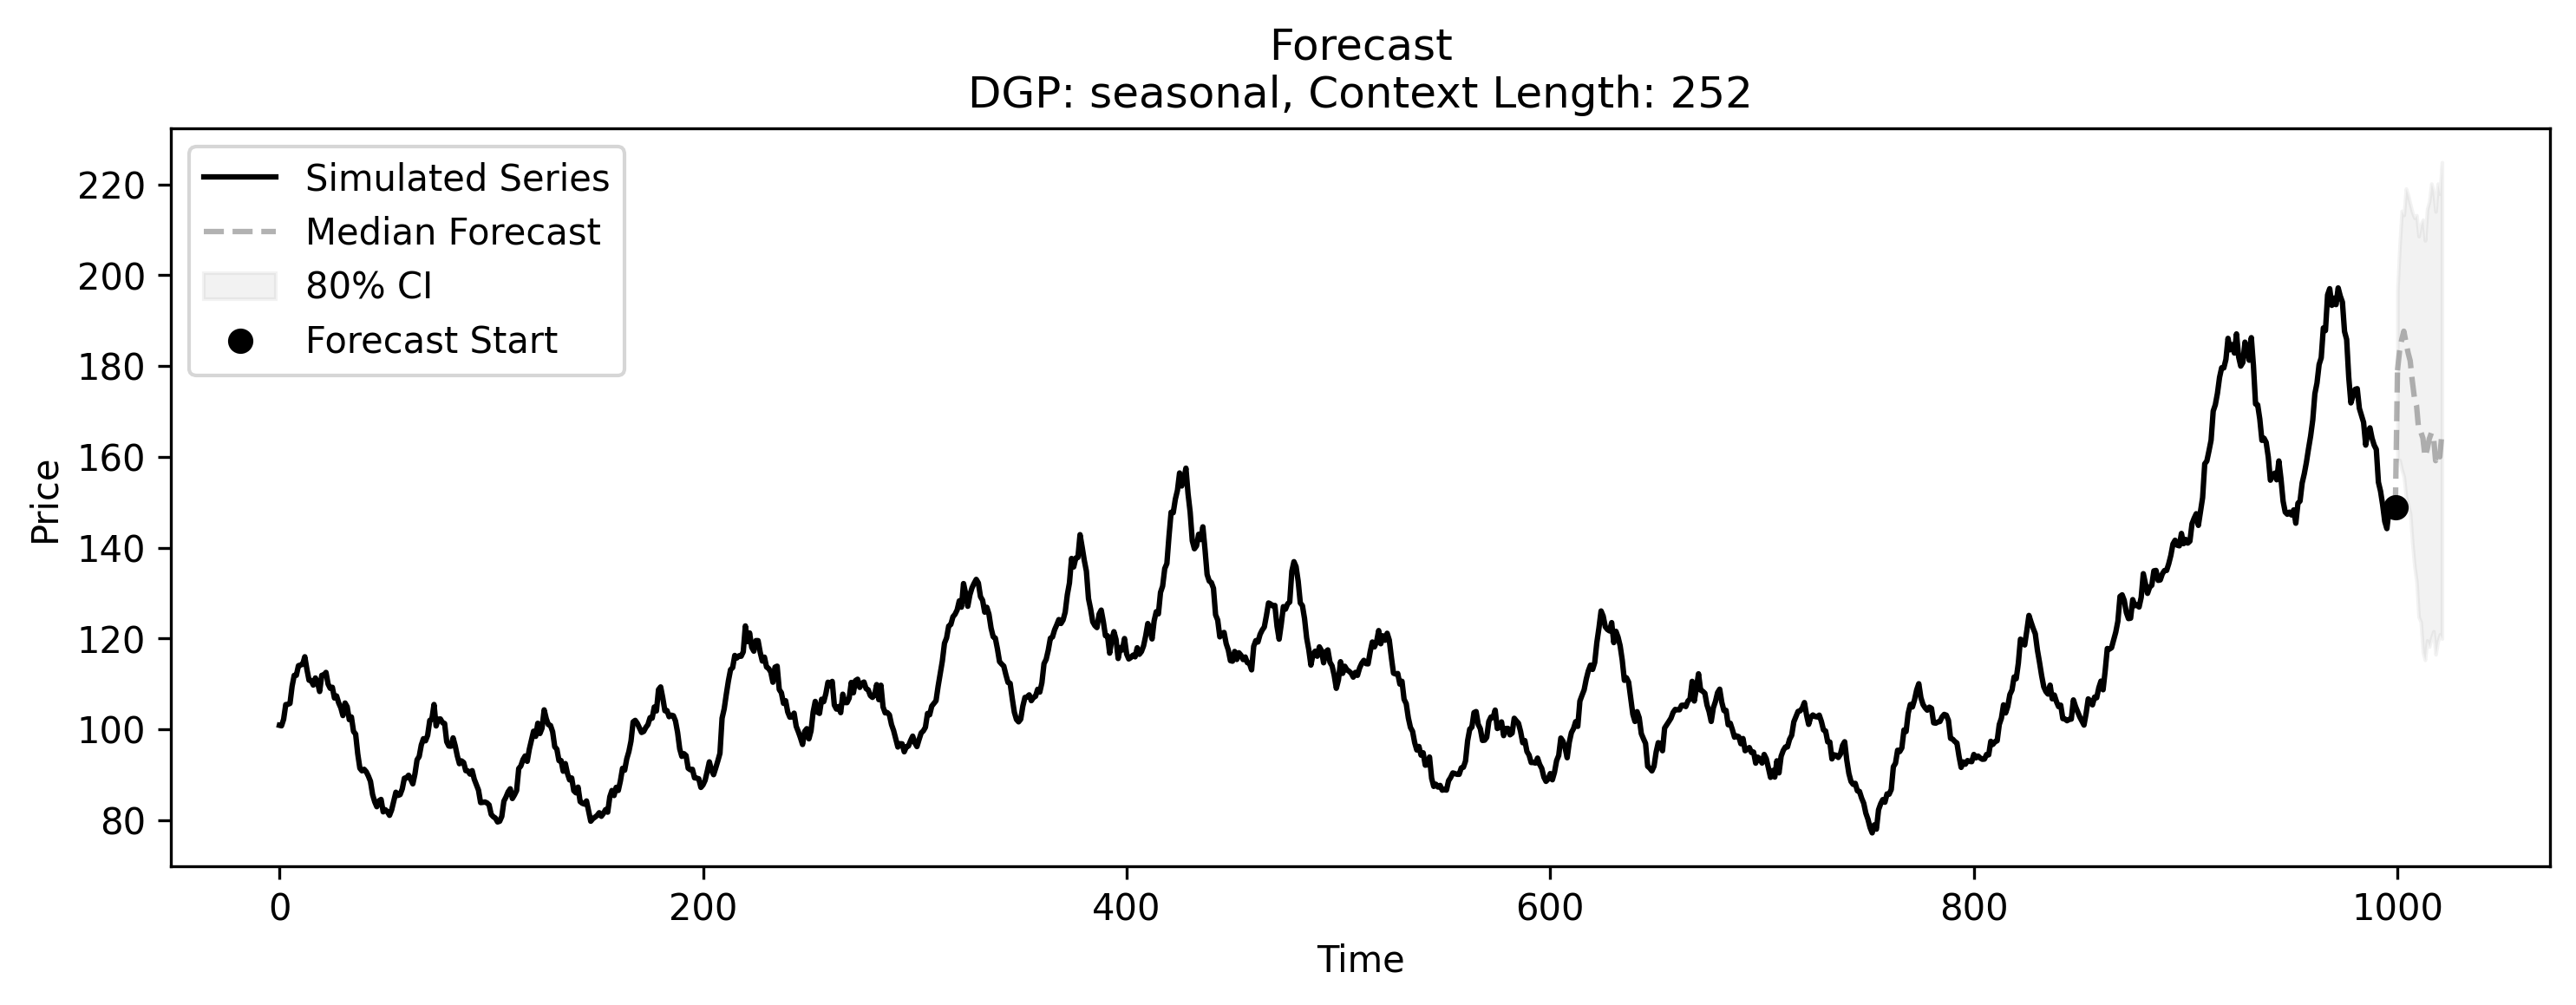 Forecast
DGP: seasonal, Context Length: 252
Simulated Series
Median Forecast
80% CI
Forecast Start
Price
220
200
180
160
140
120
100
80
0
200
400
600
800
1000
Time